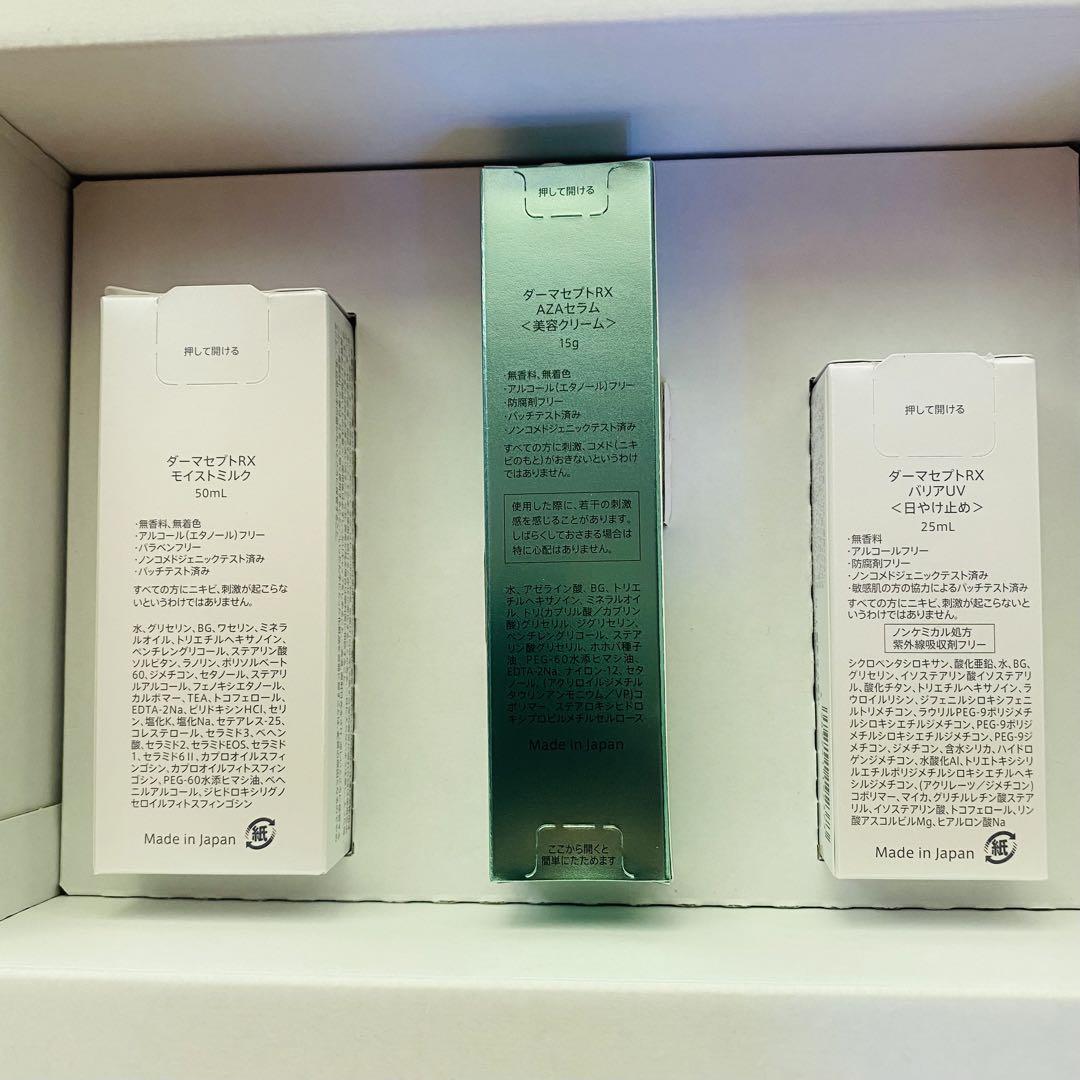 押して開ける
ダーマセプトRX
モイストミルク
50mL
・無香料、無着色
・アルコール(エタノール)フリー
・パラベンフリー
・ノンコメドジェニックテスト済み
・パッチテスト済み
すべての方にニキビ、刺激が起こらな
いというわけではありません。
水、グリセリン、BG、ワセリン、ミネラ
ルオイル、トリエチルヘキサノイン、
ペンチレングリコール、ステアリン酸
ソルビタン、ラノリン、ポリソルベート
60、ジメチコン、セタノール、ステアリ
ルアルコール、フェノキシエタノール、
カルボマー、TEA、トコフェロール、
EDTA-2Na、ピリドキシンHCI、セリ
ン、塩化K、塩化Na、セテアレス-25、
コレステロール、セラミド3、ベヘン
酸、セラミド2、セラミドEOS、セラミド
1、セラミド6Ⅱ、カプロオイルスフィ
ンゴシン、カプロオイルフィトスフィン
ゴシン、PEG-60水添ヒマシ油、ベヘ
ニルアルコール、ジヒドロキシリグノ
セロイルフィトスフィンゴシン
Made in Japan
紙
押して開ける
ダーマセプトRX
AZAセラム
<美容クリーム>
15g
・無香料、無着色
・アルコール(エタノール)フリー
・防腐剤フリー
・パッチテスト済み
・ノンコメドジェニックテスト済み
すべての方に刺激、コメド(ニキ
ビのもと)がおきないというわけ
ではありません。
使用した際に、若干の刺激
感を感じることがあります。
しばらくしておさまる場合は
特に心配はありません。
水、アゼライン酸、BG、トリエ
チルヘキサノイン、ミネラルオイ
ル、トリ(カプリル酸/カプリン
酸)グリセリル、ジグリセリン、
ペンチレングリコール、ステア
リン酸グリセリル、ホホバ種子
油、PEG-60水添ヒマシ油、
EDTA-2Na、ナイロン-12、セタ
ノール、(アクリロイルジメチル
タウリンアンモニウム/VP)コ
ポリマー、ステアロキシヒドロ
キシプロピルメチルセルロース
Made in Japan
ここから開くと
簡単にたためます
押して開ける
ダーマセプトRX
バリアUV
<日やけ止め>
25mL
・無香料
・アルコールフリー
・防腐剤フリー
・ノンコメドジェニックテスト済み
・敏感肌の方の協力によるパッチテスト済み
すべての方にニキビ、刺激が起こらないと
いうわけではありません。
ノンケミカル処方
紫外線吸収剤フリー
シクロペンタシロキサン、酸化亜鉛、水、BG、
グリセリン、イソステアリン酸イソステアリ
ル、酸化チタン、トリエチルヘキサノイン、ラ
ウロイルリシン、ジフェニルシロキシフェニ
ルトリメチコン、ラウリルPEG-9ポリジメチ
ルシロキシエチルジメチコン、PEG-9ポリジ
メチルシロキシエチルジメチコン、PEG-9ジ
メチコン、ジメチコン、含水シリカ、ハイドロ
ゲンジメチコン、水酸化Al、トリエトキシシリ
ルエチルポリジメチルシロキシエチルヘキ
シルジメチコン、(アクリレーツ/ジメチコン)
コポリマー、マイカ、グリチルレチン酸ステア
リル、イソステアリン酸、トコフェロール、リン
酸アスコルビルMg、ヒアルロン酸Na
Made in Japan
紙